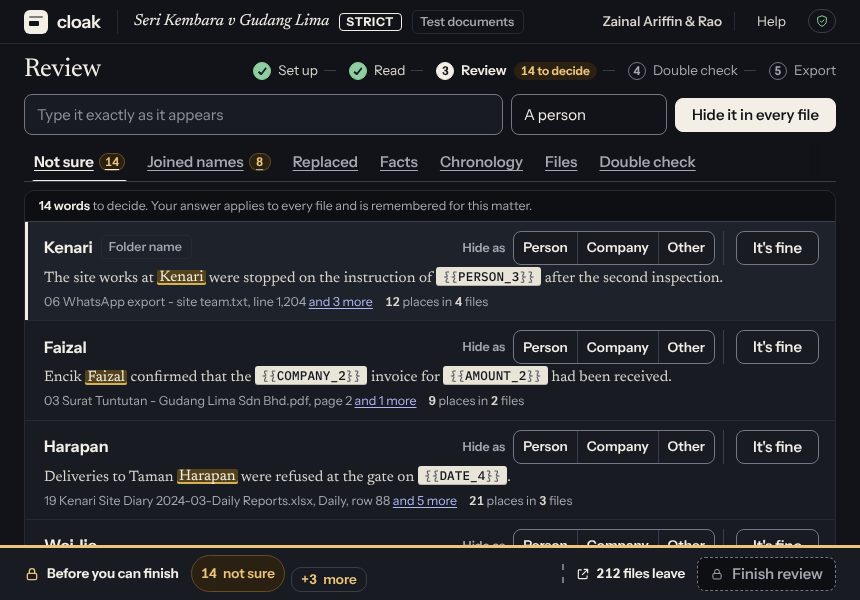 cloak Seri Kembara v Gudang Lima STRICT Test documents Zainal Ariffin & Rao Help
Review Set up Read 3 Review 14 to decide 4 Double check 5 Export
Type it exactly as it appears A person Hide it in every file
Not sure 14 Joined names 8 Replaced Facts Chronology Files Double check
14 words to decide. Your answer applies to every file and is remembered for this matter.
Kenari Folder name Hide as Person Company Other It's fine
The site works at Kenari were stopped on the instruction of {{PERSON_3}} after the second inspection.
06 WhatsApp export - site team.txt, line 1,204 and 3 more 12 places in 4 files
Faizal Hide as Person Company Other It's fine
Encik Faizal confirmed that the {{COMPANY_2}} invoice for {{AMOUNT_2}} had been received.
03 Surat Tuntutan - Gudang Lima Sdn Bhd.pdf, page 2 and 1 more 9 places in 2 files
Harapan Hide as Person Company Other It's fine
Deliveries to Taman Harapan were refused at the gate on {{DATE_4}}.
19 Kenari Site Diary 2024-03-Daily Reports.xlsx, Daily, row 88 and 5 more 21 places in 3 files
Hide as Person Company Other It's fine
Before you can finish 14 not sure +3 more 212 files leave Finish review